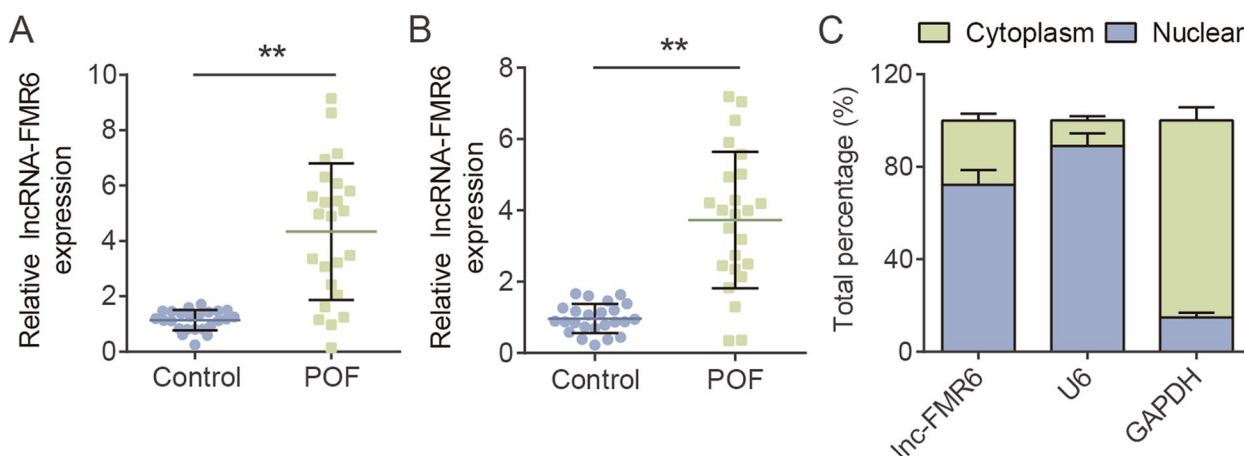 A
Relative lncRNA-FMR6
expression
**
10
8
6
4
2
0
Control
POF
B
Relative lncRNA-FMR6
expression
**
8
6
4
2
0
Control
POF
C
Cytoplasm
Nuclear
Total percentage (%)
120
80
40
0
lnc-FMR6
U6
GAPDH